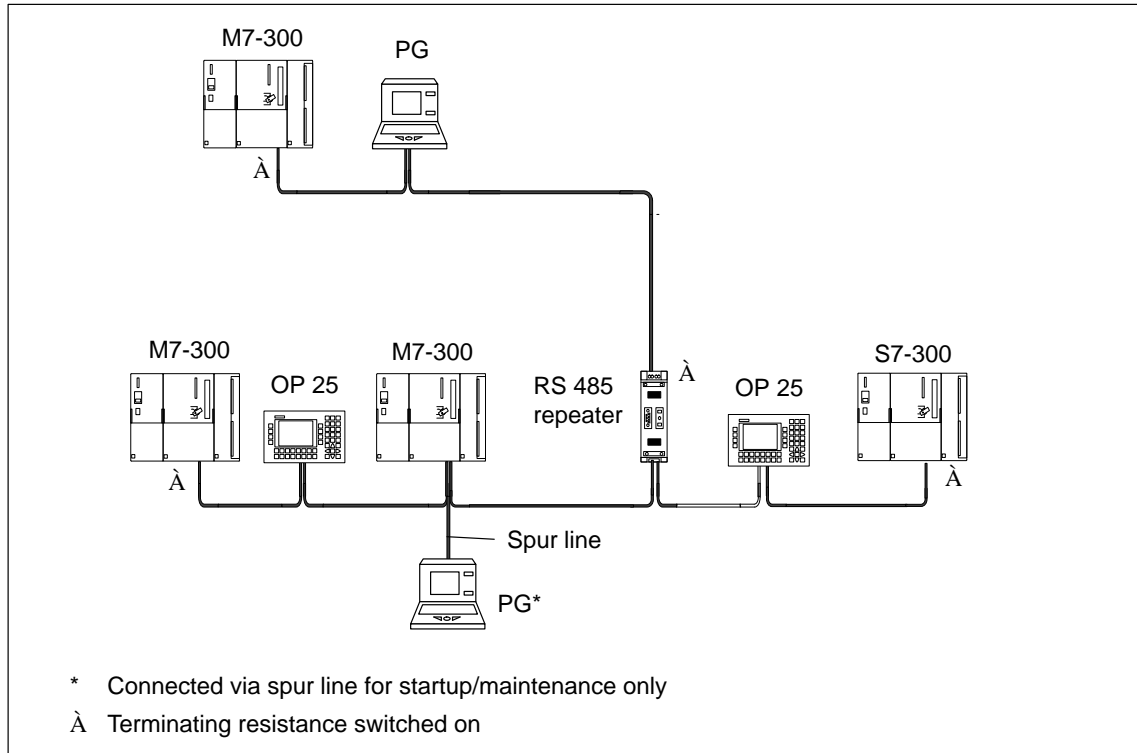 M7-300
PG
À
M7-300
OP 25
M7-300
RS 485
repeater
À
OP 25
S7-300
À
À
Spur line
PG*
* Connected via spur line for startup/maintenance only
À Terminating resistance switched on